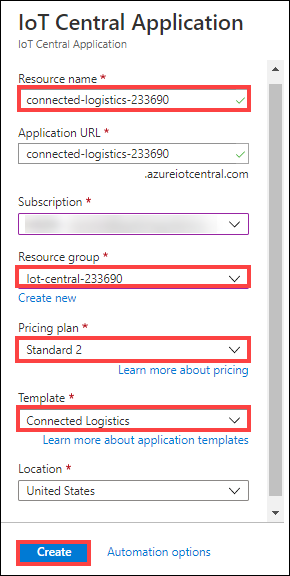 IoT Central Application
IoT Central Application
Resource name *
connected-logistics-233690
Application URL *
connected-logistics-233690
.azureiotcentral.com
Subscription *
Resource group *
Iot-central-233690
Create new
Pricing plan *
Standard 2
Learn more about pricing
Template *
Connected Logistics
Learn more about application templates
Location *
United States
Create Automation options